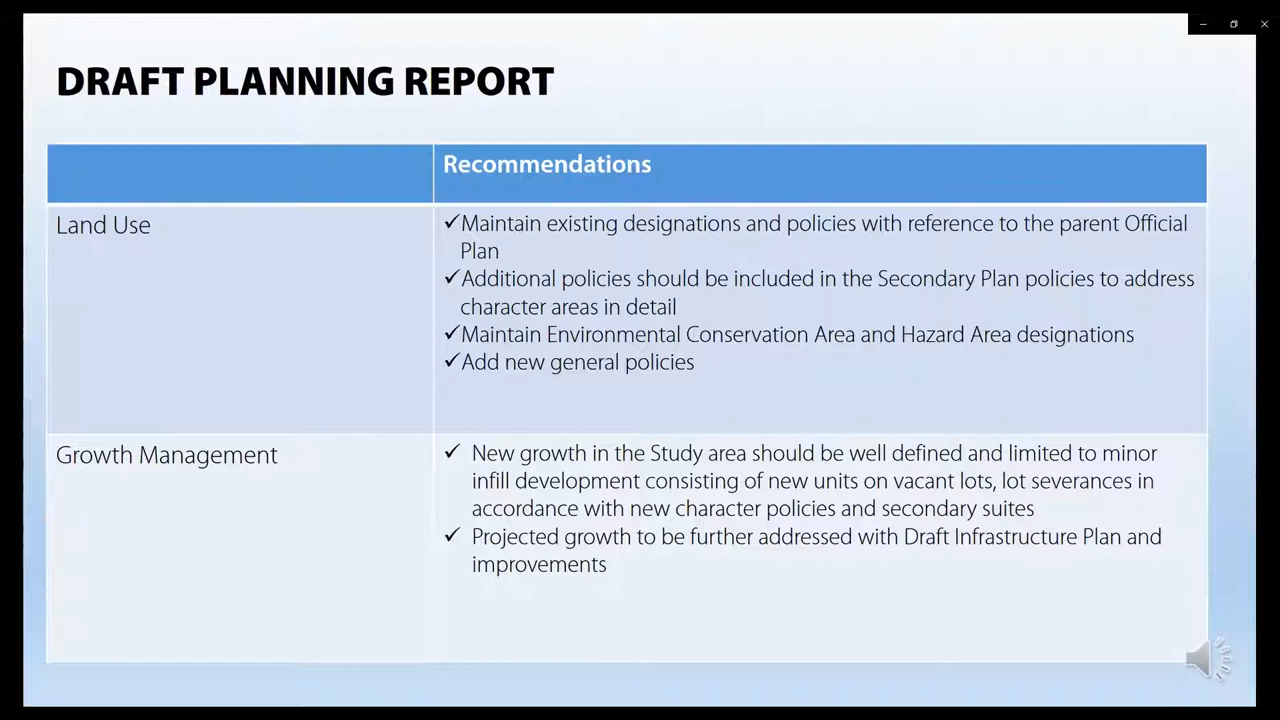 DRAFT PLANNING REPORT
Recommendations
Land Use
✓Maintain existing designations and policies with reference to the parent Official
Plan
✓Additional policies should be included in the Secondary Plan policies to address
character areas in detail
✓Maintain Environmental Conservation Area and Hazard Area designations
✓Add new general policies
Growth Management
✓ New growth in the Study area should be well defined and limited to minor
infill development consisting of new units on vacant lots, lot severances in
accordance with new character policies and secondary suites
✓ Projected growth to be further addressed with Draft Infrastructure Plan and
improvements